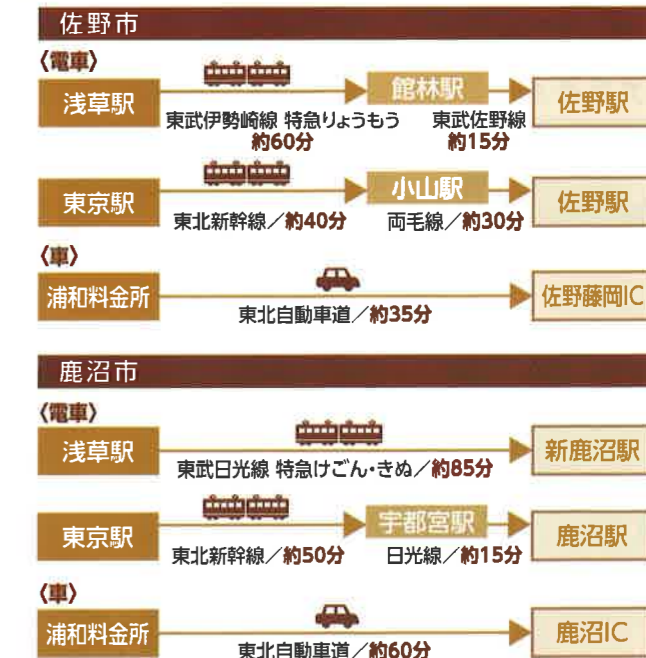 佐野市
〈電車〉
浅草駅 館林駅 佐野駅
東武伊勢崎線 特急りょうもう 東武佐野線
約60分 約15分
東京駅 小山駅 佐野駅
東北新幹線／約40分 両毛線／約30分
〈車〉
浦和料金所 佐野藤岡IC
東北自動車道／約35分
鹿沼市
〈電車〉
浅草駅 新鹿沼駅
東武日光線 特急けごん・きぬ／約85分
東京駅 宇都宮駅 鹿沼駅
東北新幹線／約50分 日光線／約15分
〈車〉
浦和料金所 鹿沼IC
東北自動車道／約60分